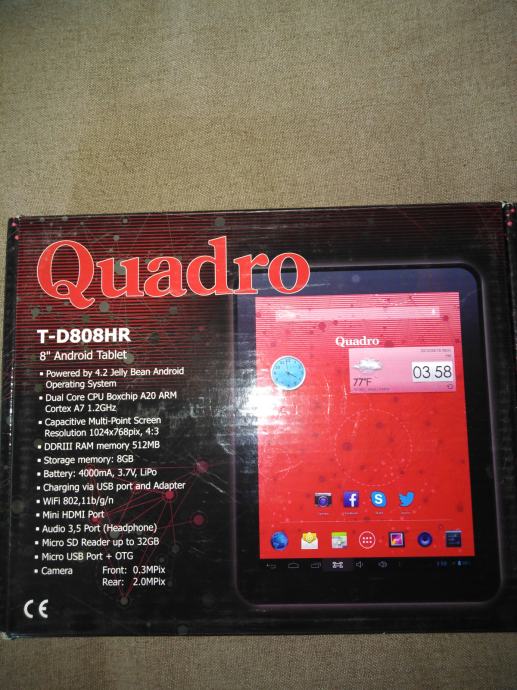 Quadro
T-D808HR
8" Android Tablet
▪ Powered by 4.2 Jelly Bean Android
Operating System
▪ Dual Core CPU Boxchip A20 ARM
Cortex A7 1.2GHz
▪ Capacitive Multi-Point Screen
Resolution 1024x768pix, 4:3
▪ DDRIII RAM memory 512MB
▪ Storage memory: 8GB
▪ Battery: 4000mA, 3.7V, LiPo
▪ Charging via USB port and Adapter
▪ WiFi 802,11b/g/n
▪ Mini HDMI Port
▪ Audio 3,5 Port (Headphone)
▪ Micro SD Reader up to 32GB
▪ Micro USB Port + OTG
▪ Camera Front: 0.3MPix
Rear: 2.0MPix
CE
Quadro
77°F
03 58